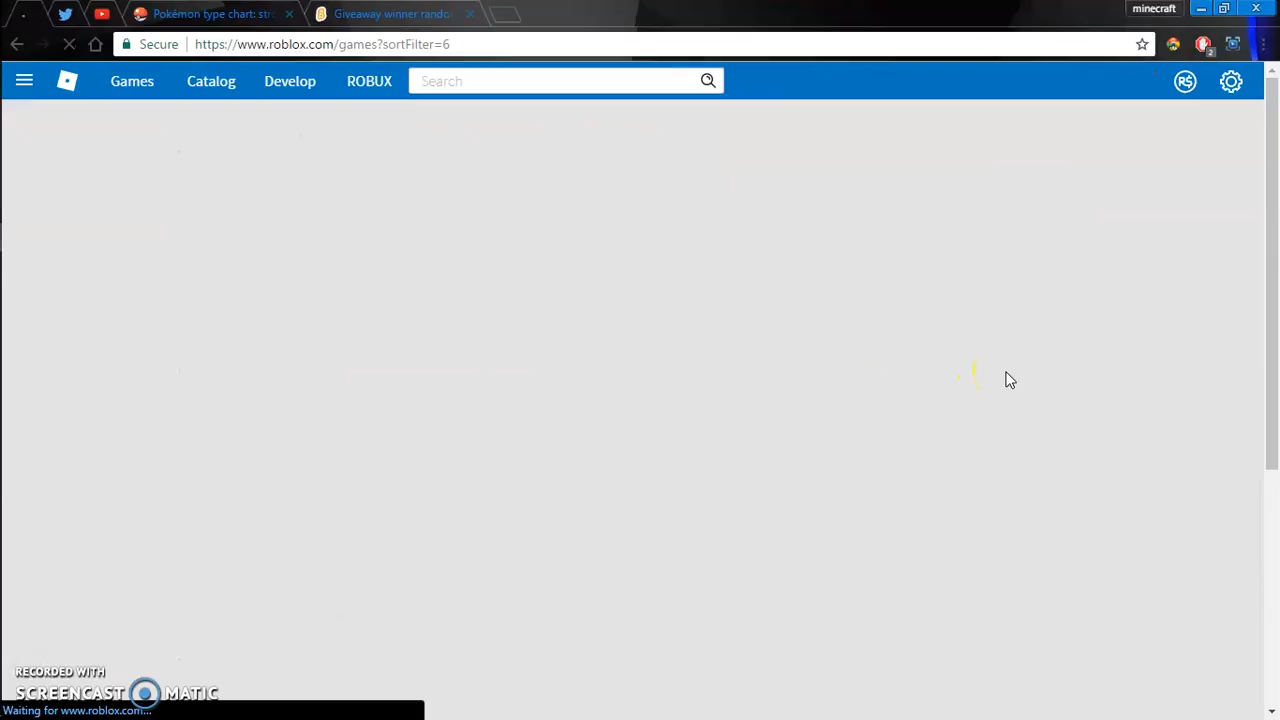 Pokémon type chart: str
Giveaway winner rando
minecraft
Secure
https://www.roblox.com/games?sortFilter=6
2
Games
Catalog
Develop
ROBUX
Search
R$
RECORDED WITH
SCREENCAST MATIC
Waiting for www.roblox.com...